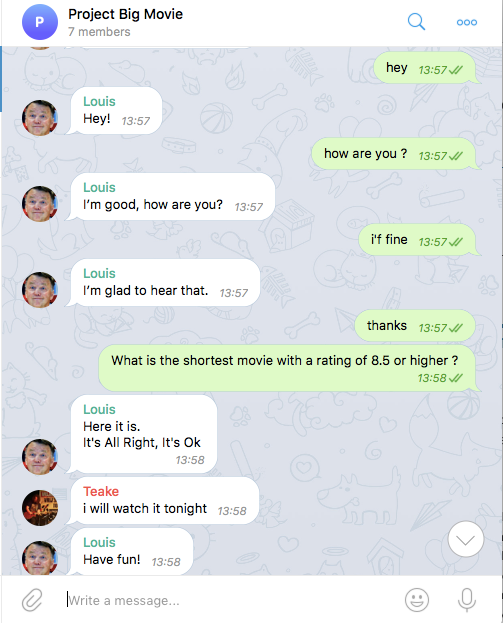 P
Project Big Movie
7 members
hey 13:57
Louis
Hey! 13:57
how are you ? 13:57
Louis
I'm good, how are you? 13:57
i'f fine 13:57
Louis
I'm glad to hear that. 13:57
thanks 13:57
What is the shortest movie with a rating of 8.5 or higher ?
13:58
Louis
Here it is.
It's All Right, It's Ok
13:58
Teake
i will watch it tonight 13:58
Louis
Have fun! 13:58
Write a message...